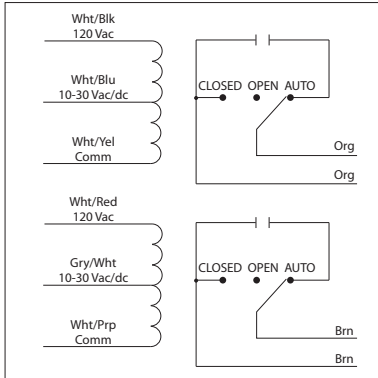 Wht/Blk
120 Vac
Wht/Blu
10-30 Vac/dc
Wht/Yel
Comm
CLOSED OPEN AUTO
Org
Org
Wht/Red
120 Vac
Gry/Wht
10-30 Vac/dc
Wht/Prp
Comm
CLOSED OPEN AUTO
Brn
Brn